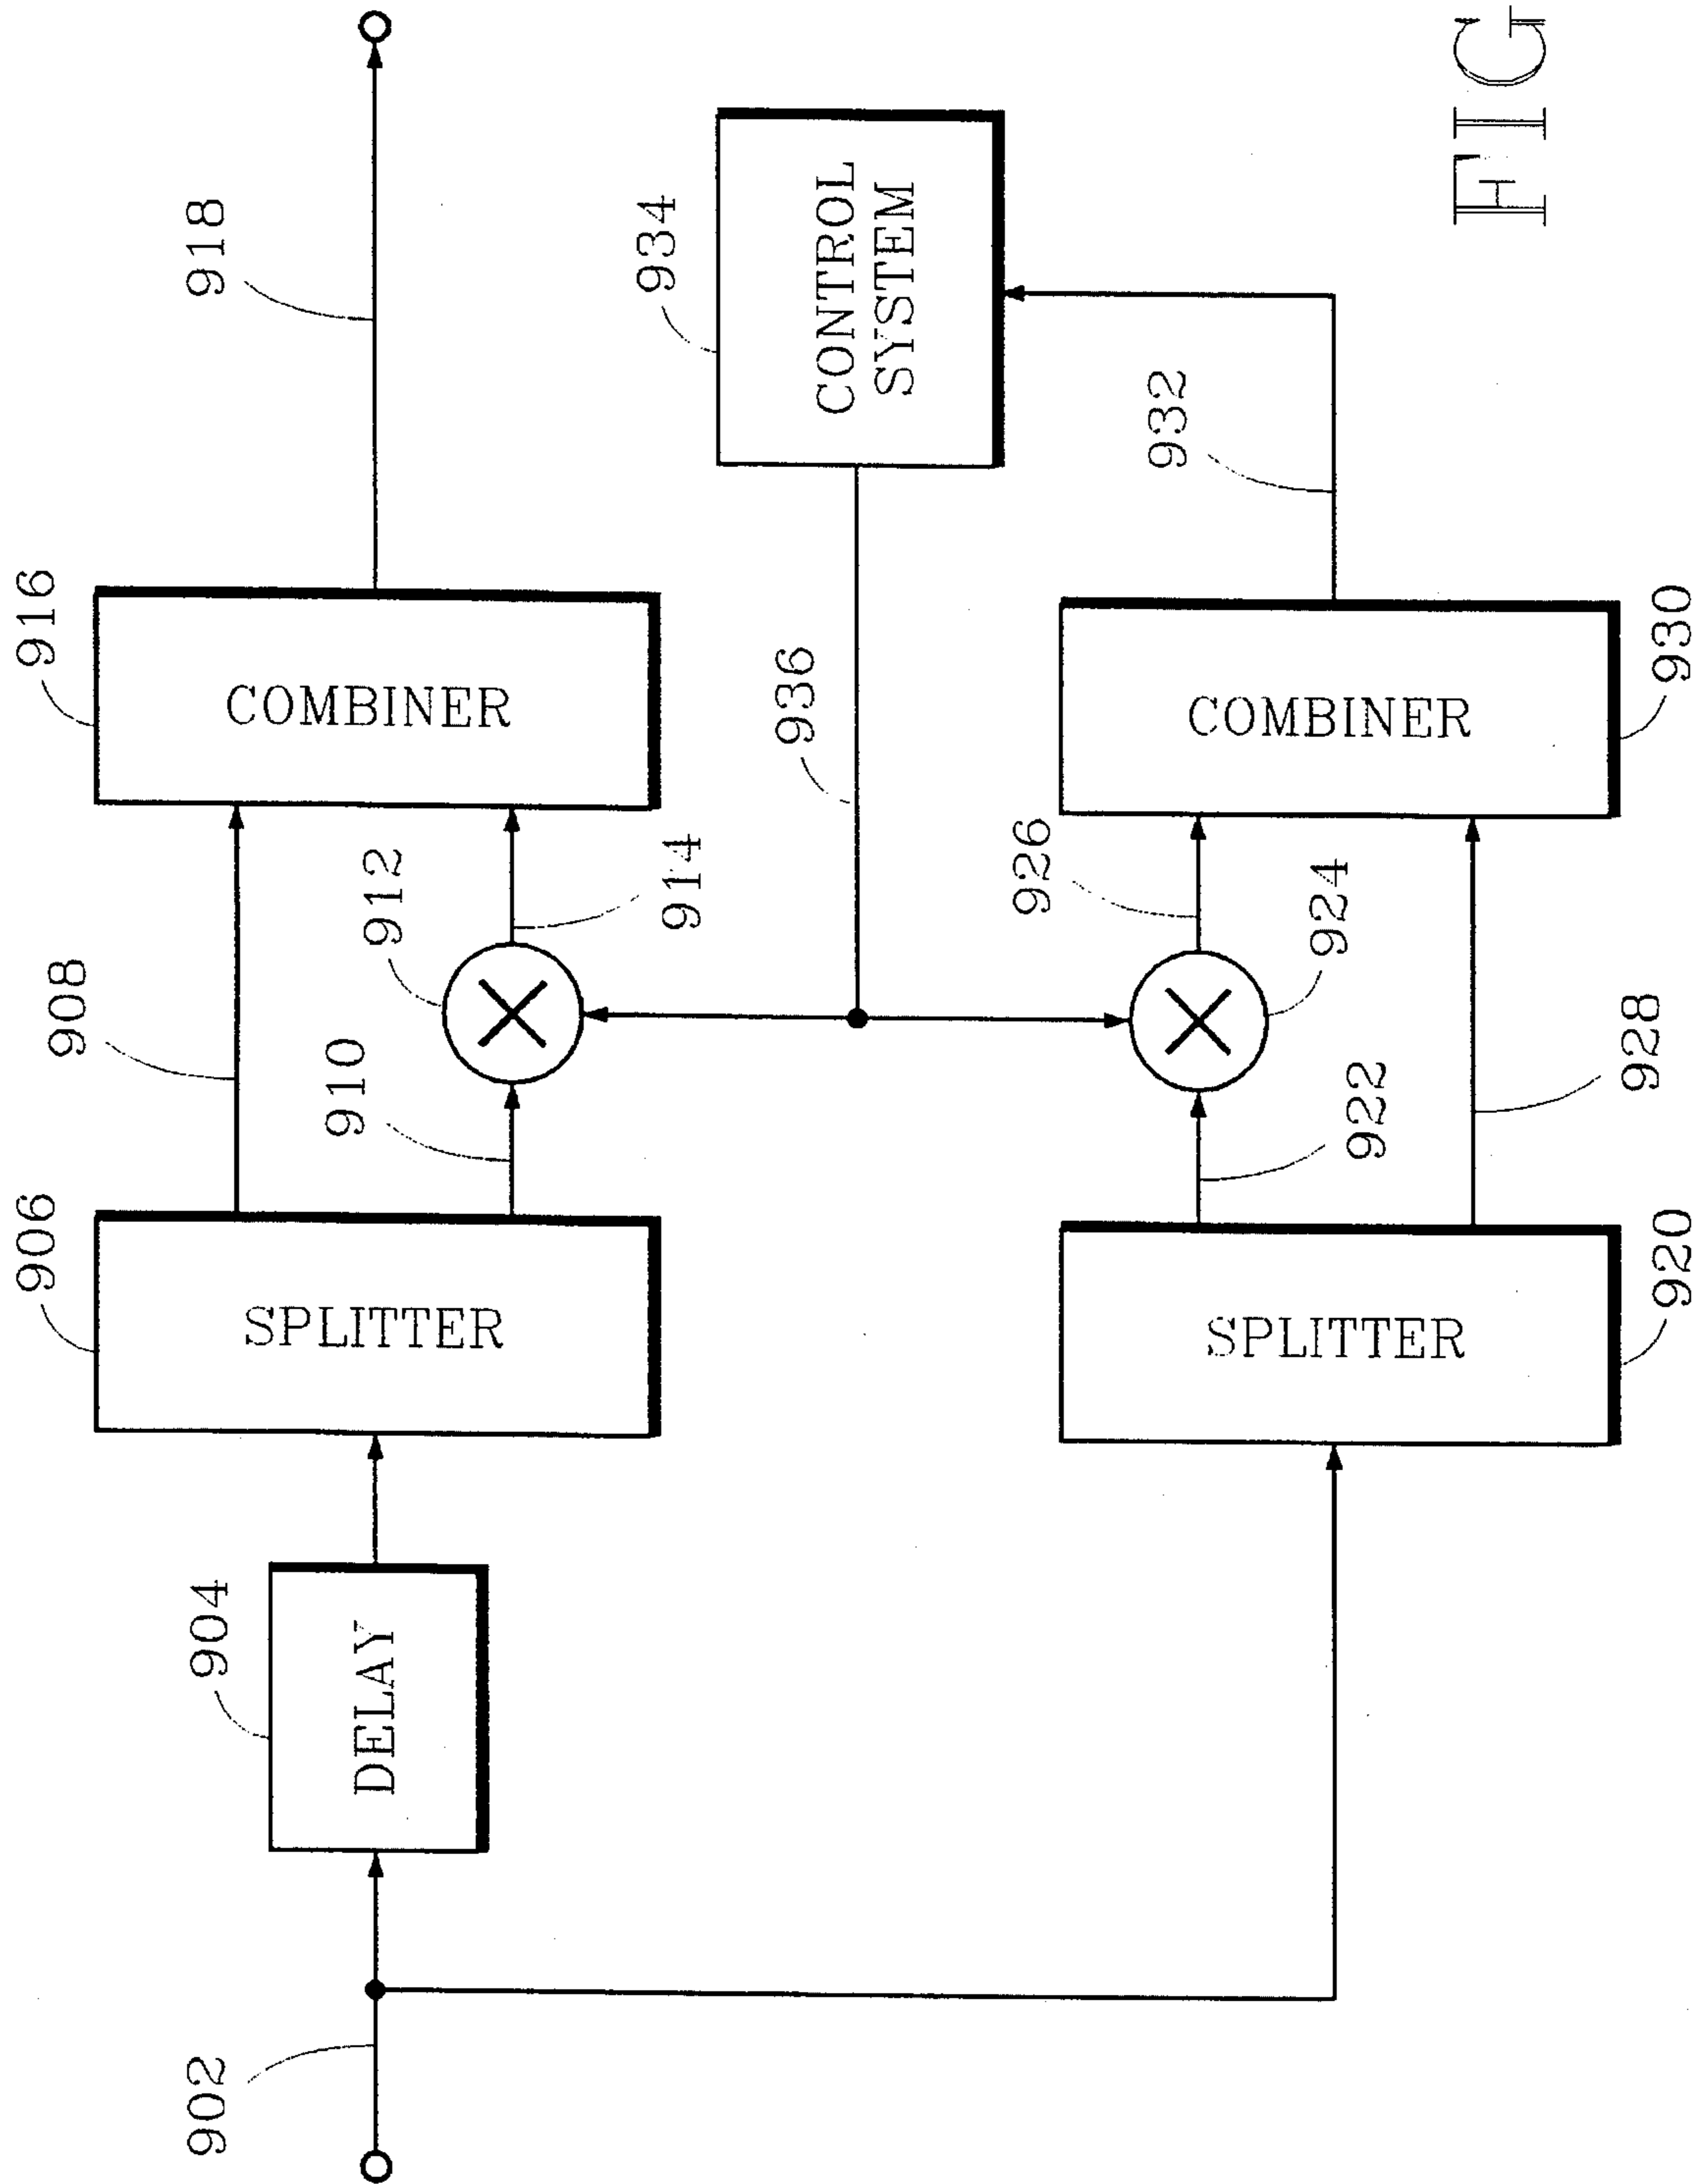 902
904
DELAY
906
SPLITTER
908
910
912
914
916
COMBINER
918
920
SPLITTER
922
924
926
928
930
COMBINER
932
934
CONTROL
SYSTEM
936
FIG